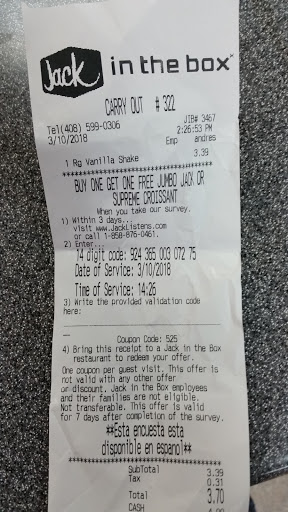 Jack in the box
CARRY OUT # 322
JIB# 3467
Tel(408) 599-0306 2:26:53 PM
3/10/2018 Emp andres
1 Rg Vanilla Shake 3.39
BUY ONE GET ONE FREE JUMBO JACK OR
SUPREME CROISSANT
When you take our survey.
1) Within 3 days...
visit www.JackListens.com
or call 1-858-876-0461.
2) Enter...
14 digit code: 924 365 003 072 75
Date of Service: 3/10/2018
Time of Service: 14:26
3) Write the provided validation code
here:
Coupon Code: 525
4) Bring this receipt to a Jack in the Box
restaurant to redeem your offer.
One coupon per guest visit. This offer is
not valid with any other offer
or discount. Jack in the Box employees
and their families are not eligible.
Not transferable. This offer is valid
for 7 days after completion of the survey.
**Esta encuesta esta
disponible en espanol**
SubTotal 3.39
Tax 0.31
Total 3.70
CASH